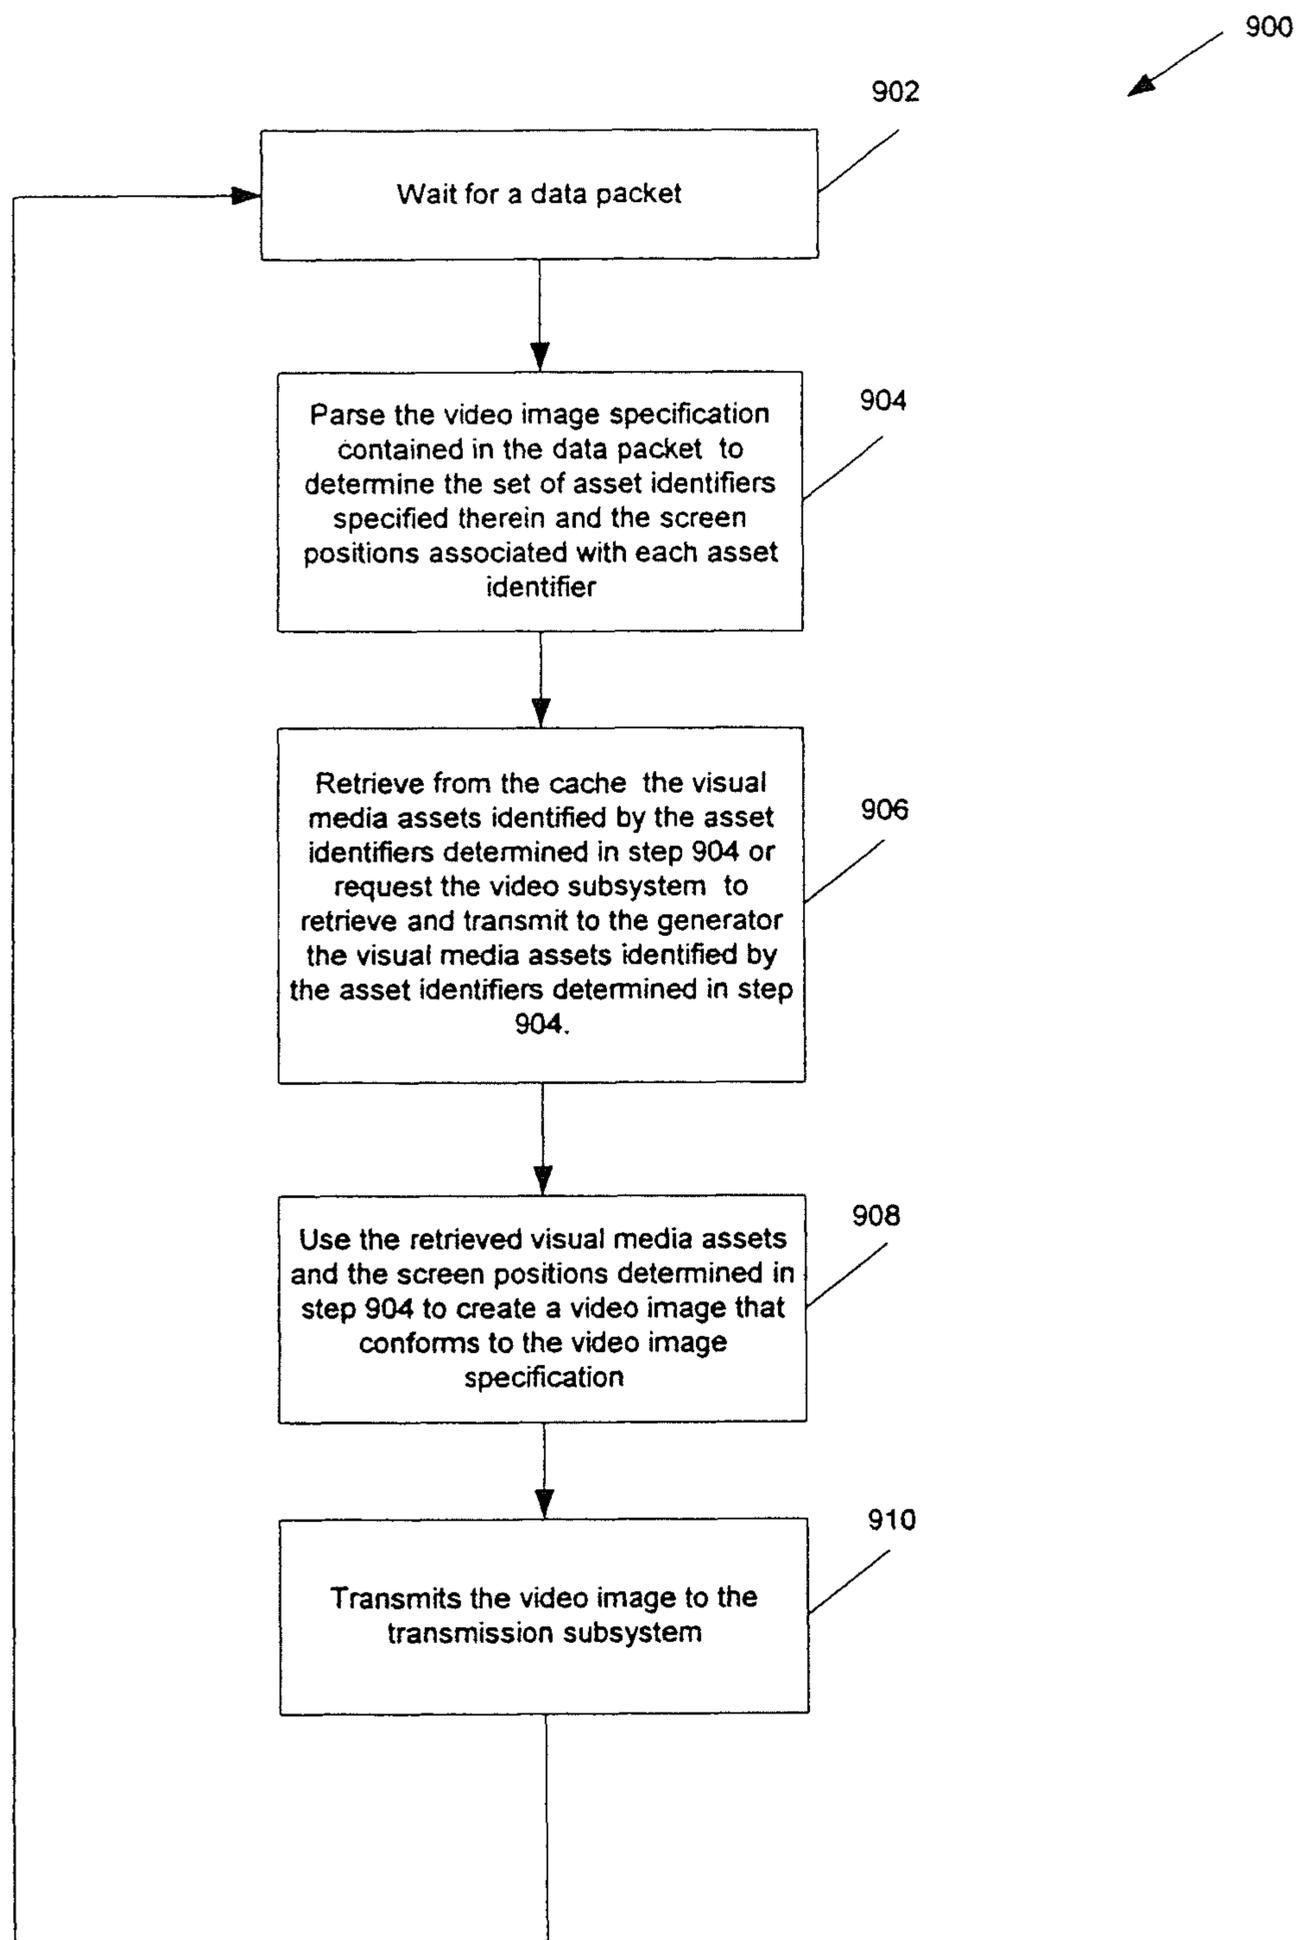 900
902
Wait for a data packet
904
Parse the video image specification
contained in the data packet to
determine the set of asset identifiers
specified therein and the screen
positions associated with each asset
identifier
906
Retrieve from the cache the visual
media assets identified by the asset
identifiers determined in step 904 or
request the video subsystem to
retrieve and transmit to the generator
the visual media assets identified by
the asset identifiers determined in step
904.
908
Use the retrieved visual media assets
and the screen positions determined in
step 904 to create a video image that
conforms to the video image
specification
910
Transmits the video image to the
transmission subsystem